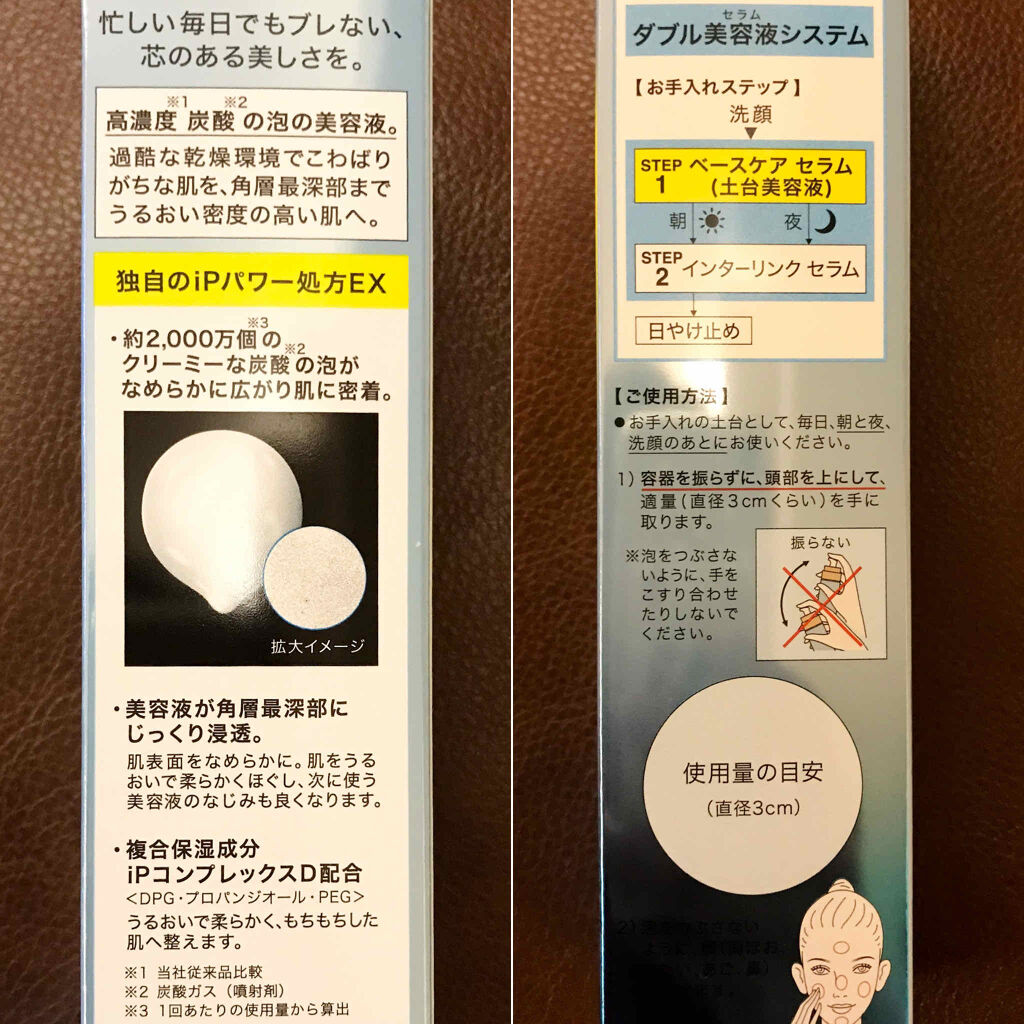 忙しい毎日でもブレない、
芯のある美しさを。
高濃度※1 炭酸※2 の泡の美容液。
過酷な乾燥環境でこわばり
がちな肌を、角層最深部まで
うるおい密度の高い肌へ。
独自のiPパワー処方EX
・約2,000万個※3の
クリーミーな炭酸※2の泡が
なめらかに広がり肌に密着。
拡大イメージ
・美容液が角層最深部に
じっくり浸透。
肌表面をなめらかに。肌をうる
おいで柔らかくほぐし、次に使う
美容液のなじみも良くなります。
・複合保湿成分
iPコンプレックスD配合
<DPG・プロパンジオール・PEG>
うるおいで柔らかく、もちもちした
肌へ整えます。
※1 当社従来品比較
※2 炭酸ガス（噴射剤）
※3 1回あたりの使用量から算出
セラム
ダブル美容液システム
【お手入れステップ】
洗顔
STEP 1 ベースケア セラム
(土台美容液)
朝 夜
STEP 2 インターリンク セラム
日やけ止め
【ご使用方法】
●お手入れの土台として、毎日、朝と夜、
洗顔のあとにお使いください。
1) 容器を振らずに、頭部を上にして、
適量(直径3cmくらい)を手に
取ります。
※泡をつぶさな
いように、手を
こすり合わせ
たりしないで
ください。
振らない
使用量の目安
(直径3cm)
2) 泡をつぶさない
ように、顔(両ほお、
あご、鼻)